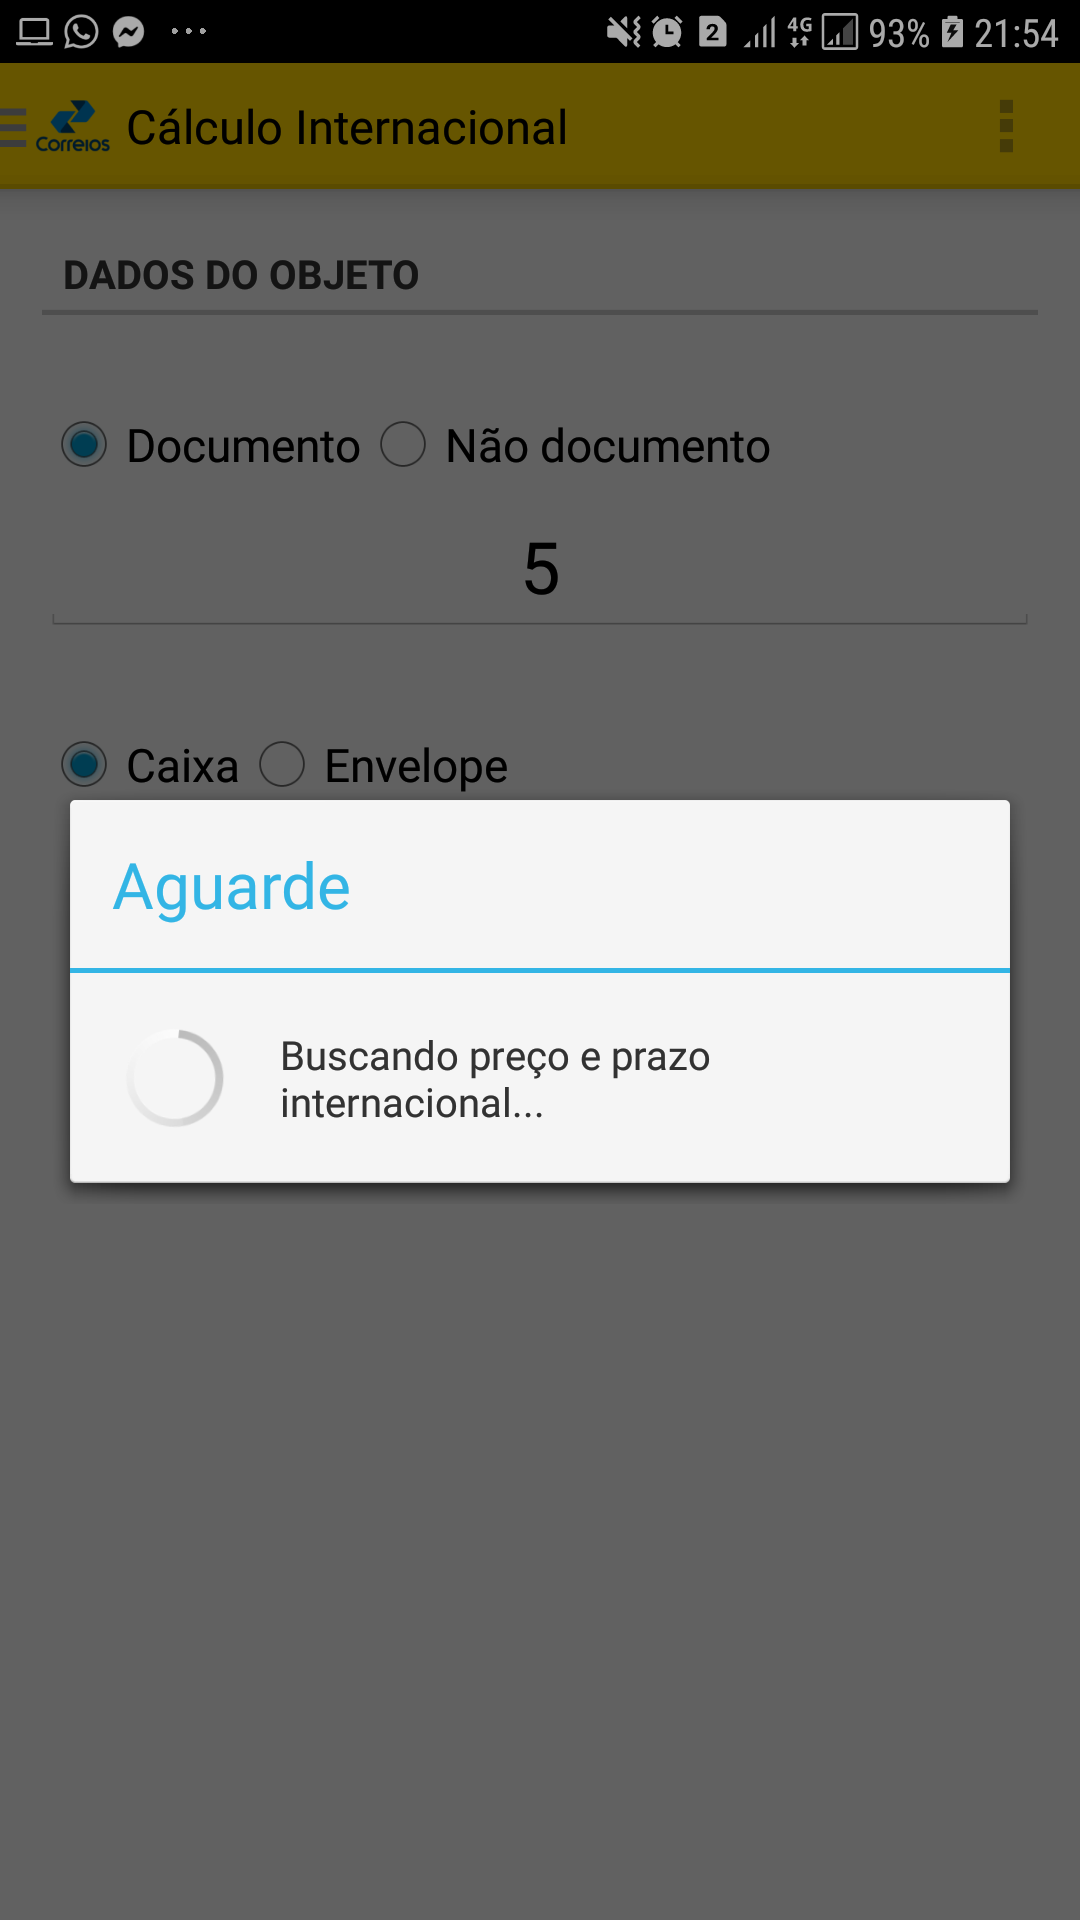 2 4G 93% 21:54
Correios Cálculo Internacional
DADOS DO OBJETO
Documento Não documento
5
Caixa Envelope
Aguarde
Buscando preço e prazo
internacional...